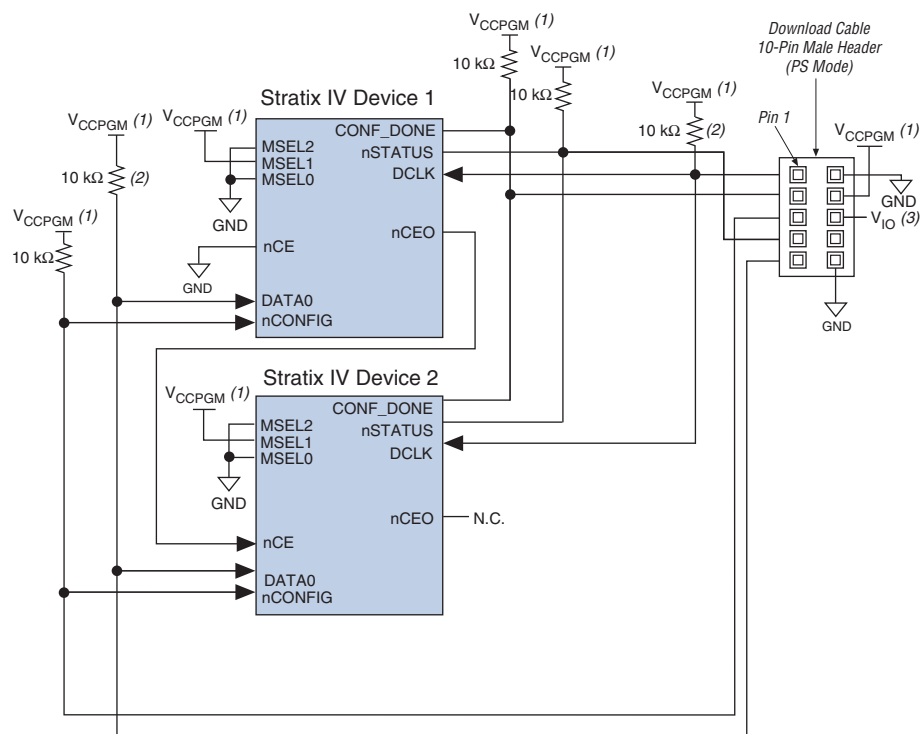 VCCPGM (1)
VCCPGM (1)
10 kΩ
10 kΩ
Download Cable
10-Pin Male Header
(PS Mode)
Stratix IV Device 1
VCCPGM (1)
10 kΩ (2)
Pin 1
VCCPGM (1)
VCCPGM (1)
10 kΩ (2)
VCCPGM (1)
MSEL2
MSEL1
MSEL0
GND
CONF_DONE
nSTATUS
DCLK
GND
VIO (3)
GND
VCCPGM (1)
10 kΩ
nCE
GND
nCEO
DATA0
nCONFIG
Stratix IV Device 2
VCCPGM (1)
MSEL2
MSEL1
MSEL0
GND
CONF_DONE
nSTATUS
DCLK
nCEO
N.C.
nCE
DATA0
nCONFIG